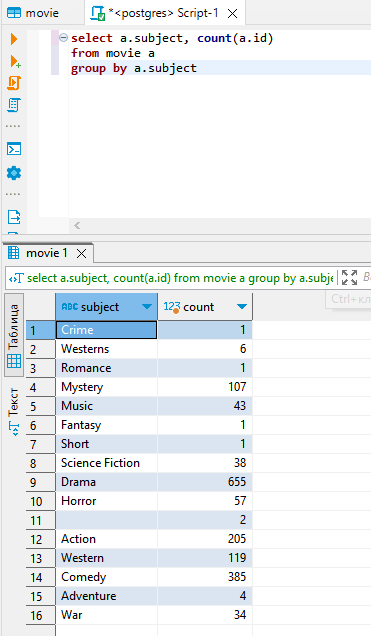 movie
*<postgres> Script-1
select a.subject, count(a.id)
from movie a
group by a.subject
movie 1
select a.subject, count(a.id) from movie a group by a.subje
Ctrl+кл
Таблица
Текст
ABC subject
123 count
1 Crime 1
2 Westerns 6
3 Romance 1
4 Mystery 107
5 Music 43
6 Fantasy 1
7 Short 1
8 Science Fiction 38
9 Drama 655
10 Horror 57
11 2
12 Action 205
13 Western 119
14 Comedy 385
15 Adventure 4
16 War 34